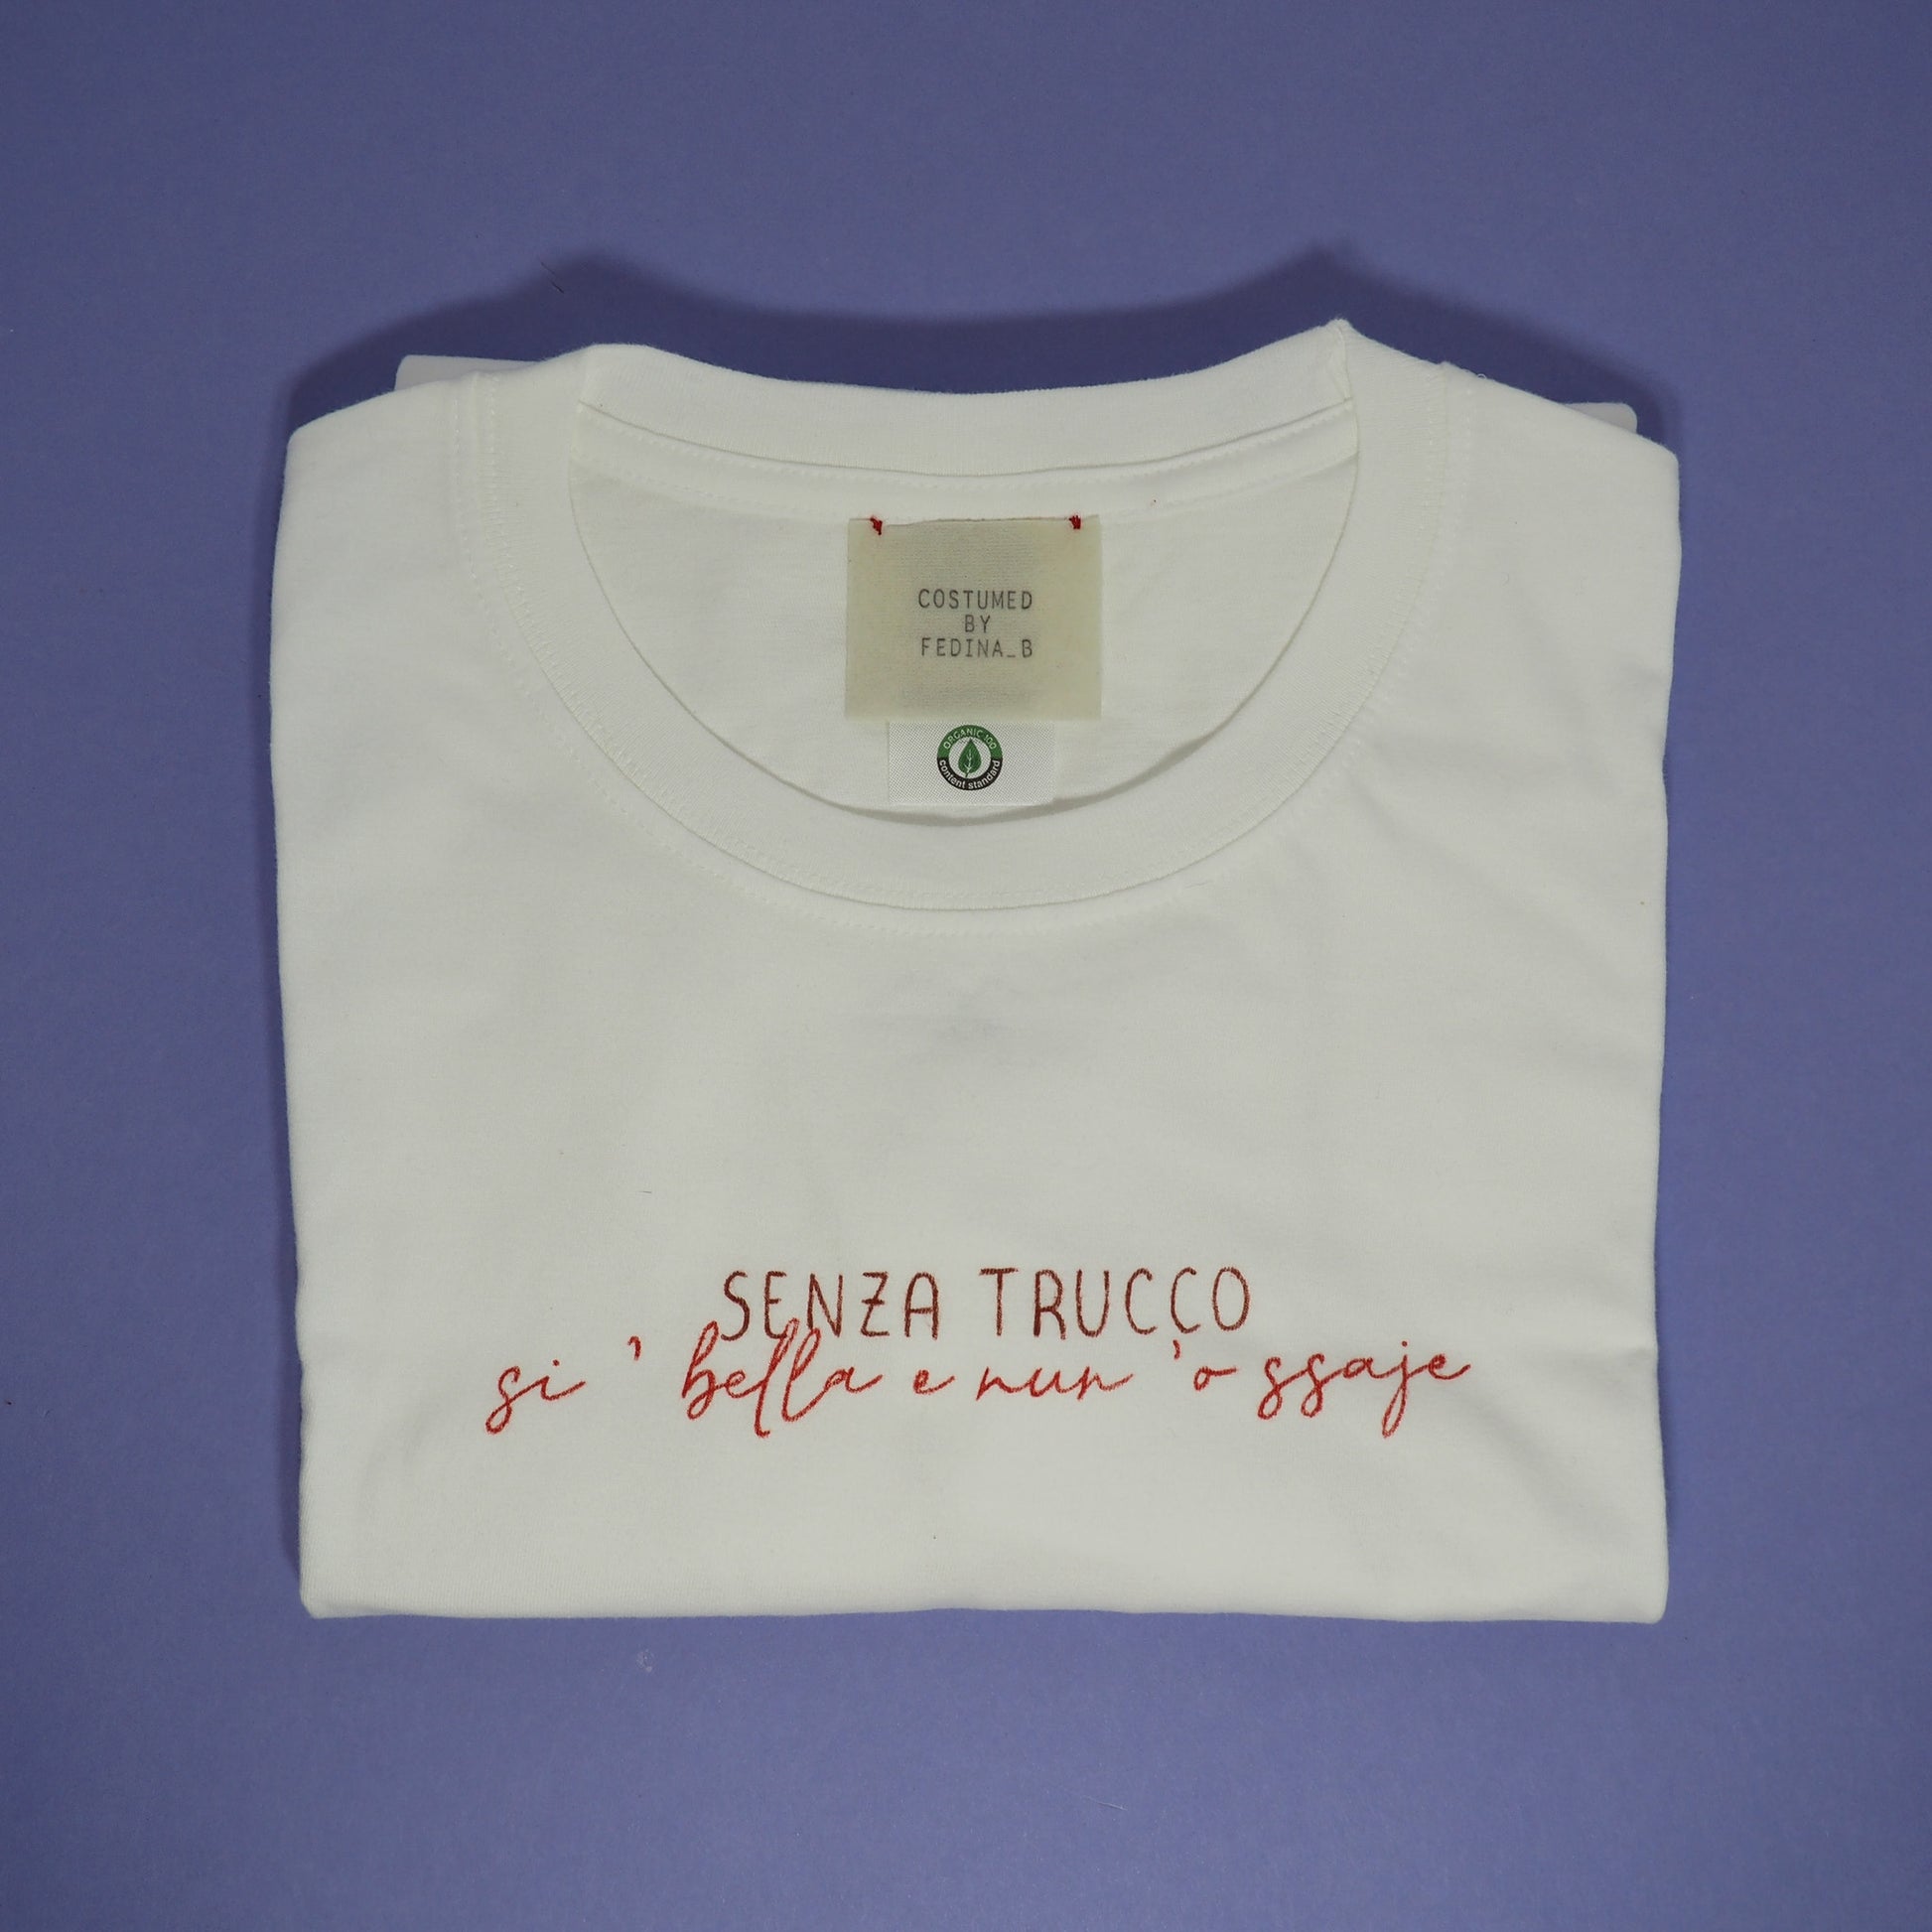 COSTUMED
BY
FEDINA_B
ORGANIC 100
content standard
SENZA TRUCCO
si ' bella e nun 'o ssaje